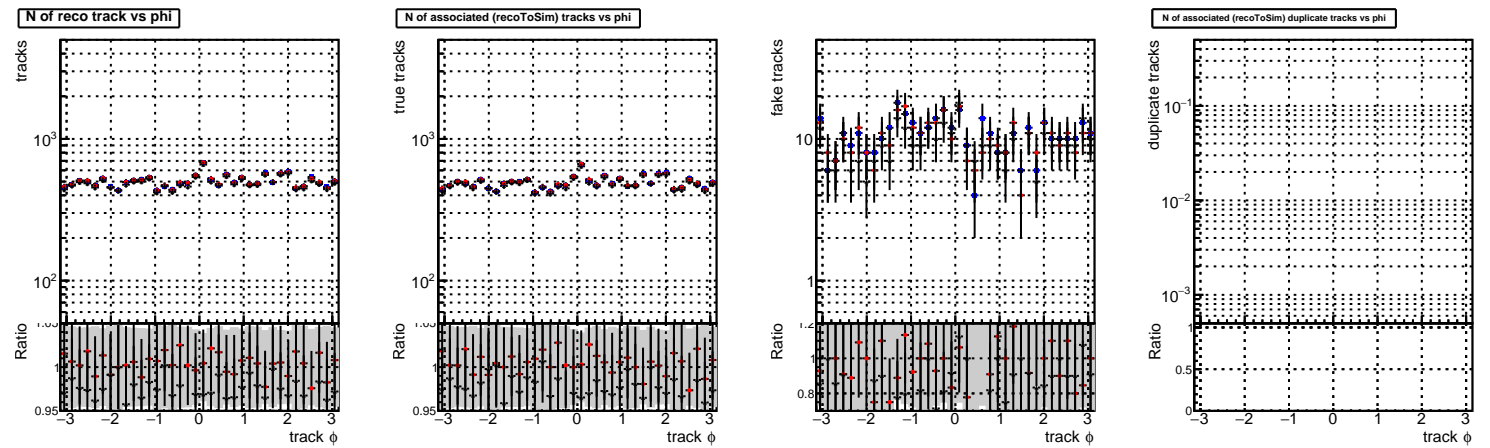 N of reco track vs phi
tracks
10³
10²
Ratio
1
0.95
−3 −2 −1 0 1 2 3
track ϕ
N of associated (recoToSim) tracks vs phi
true tracks
10³
10²
Ratio
1
0.95
−3 −2 −1 0 1 2 3
track ϕ
fake tracks
10
1
Ratio
1.2
1
0.8
−3 −2 −1 0 1 2 3
track ϕ
N of associated (recoToSim) duplicate tracks vs phi
duplicate tracks
10⁻¹
10⁻²
10⁻³
Ratio
1
0.5
0
−3 −2 −1 0 1 2 3
track ϕ